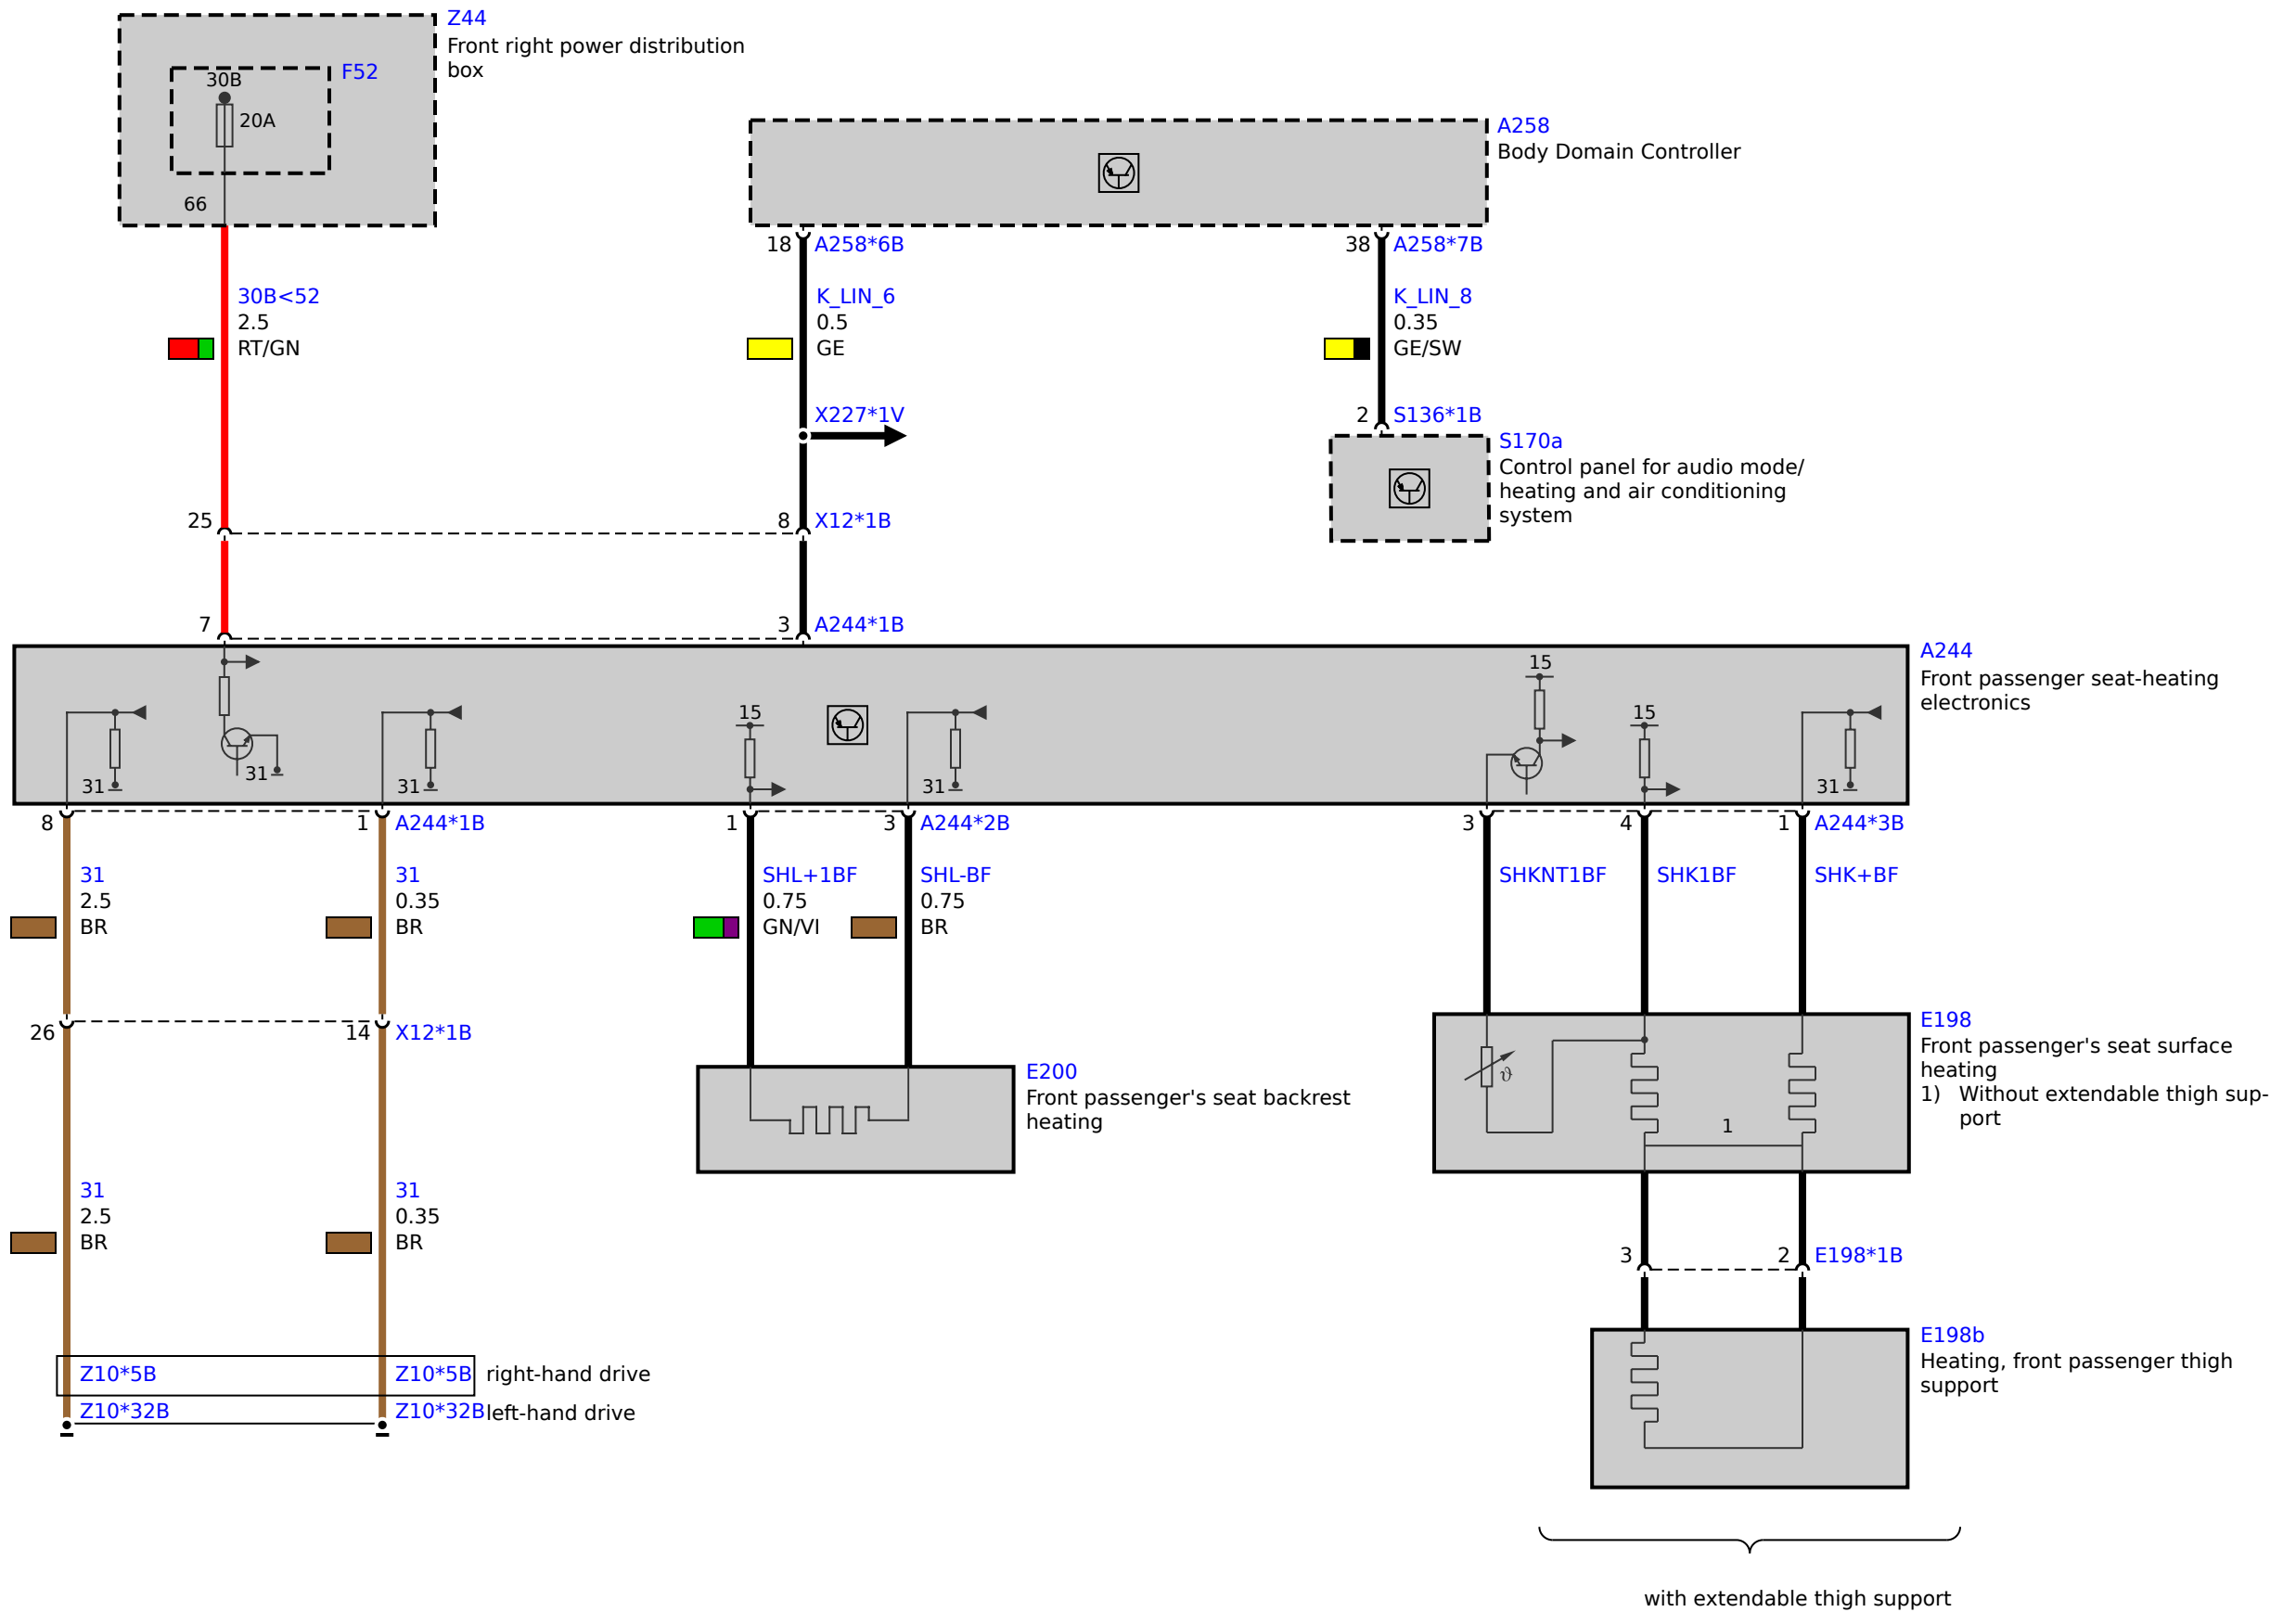 Z44
Front right power distribution
box
30B
F52
20A
66
A258
Body Domain Controller
18
A258*6B
38
A258*7B
30B<52
2.5
RT/GN
K_LIN_6
0.5
GE
K_LIN_8
0.35
GE/SW
X227*1V
2
S136*1B
S170a
Control panel for audio mode/
heating and air conditioning
system
25
8
X12*1B
7
3
A244*1B
A244
Front passenger seat-heating
electronics
31
31
31
15
31
15
15
31
8
1
A244*1B
1
3
A244*2B
3
4
1
A244*3B
31
2.5
BR
31
0.35
BR
SHL+1BF
0.75
GN/VI
SHL-BF
0.75
BR
SHKNT1BF
SHK1BF
SHK+BF
26
14
X12*1B
E200
Front passenger's seat backrest
heating
ϑ
1
E198
Front passenger's seat surface
heating
1) Without extendable thigh sup-
port
31
2.5
BR
31
0.35
BR
3
2
E198*1B
Z10*5B
Z10*5B
right-hand drive
Z10*32B
Z10*32B
left-hand drive
E198b
Heating, front passenger thigh
support
with extendable thigh support